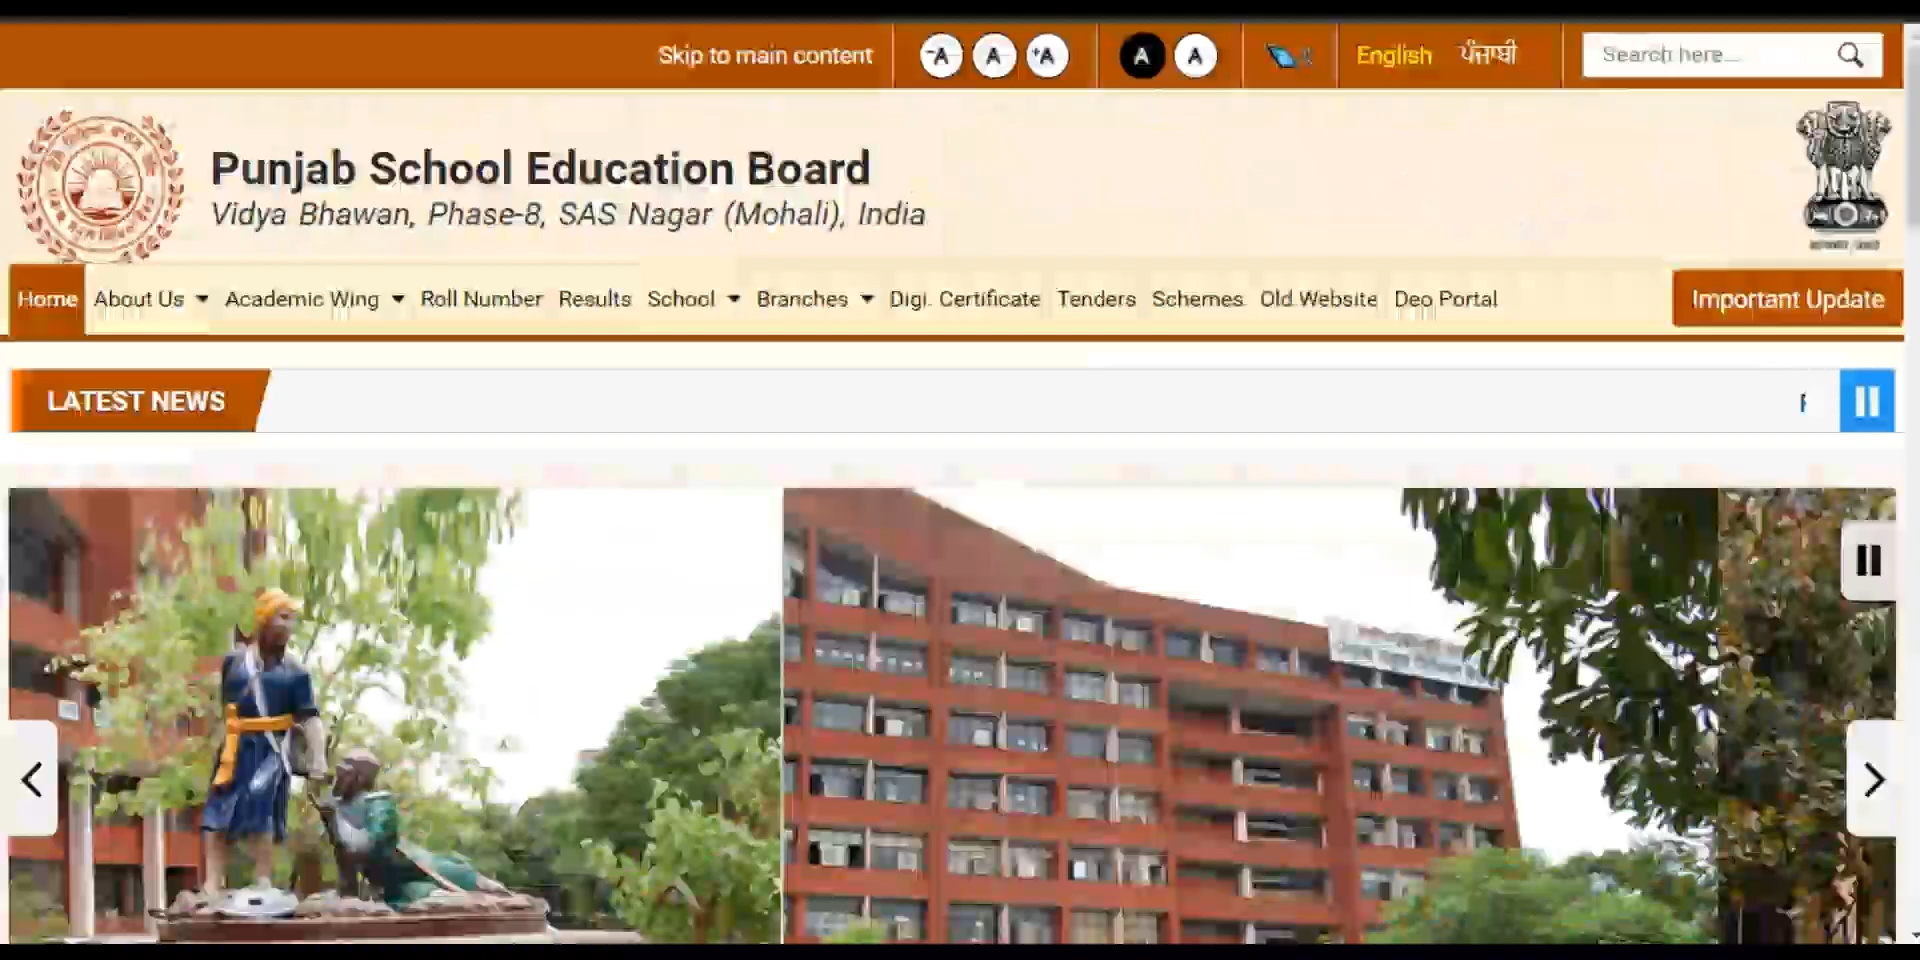 Skip to main content
-A A +A
A A
English ਪੰਜਾਬੀ
Search here...
Punjab School Education Board
Vidya Bhawan, Phase-8, SAS Nagar (Mohali), India
Home About Us Academic Wing Roll Number Results School Branches Digi. Certificate Tenders Schemes Old Website Deo Portal
Important Update
LATEST NEWS